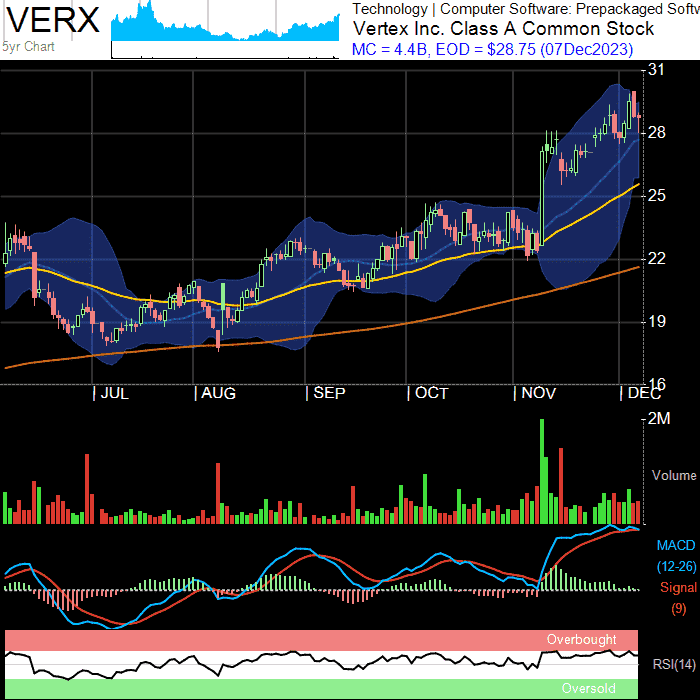 VERX
5yr Chart
Technology | Computer Software: Prepackaged Softw
Vertex Inc. Class A Common Stock
MC = 4.4B, EOD = $28.75 (07Dec2023)
31
28
25
22
19
16
| JUL | AUG | SEP | OCT | NOV | DEC
2M
Volume
MACD
(12-26)
Signal
(9)
Overbought
RSI(14)
Oversold